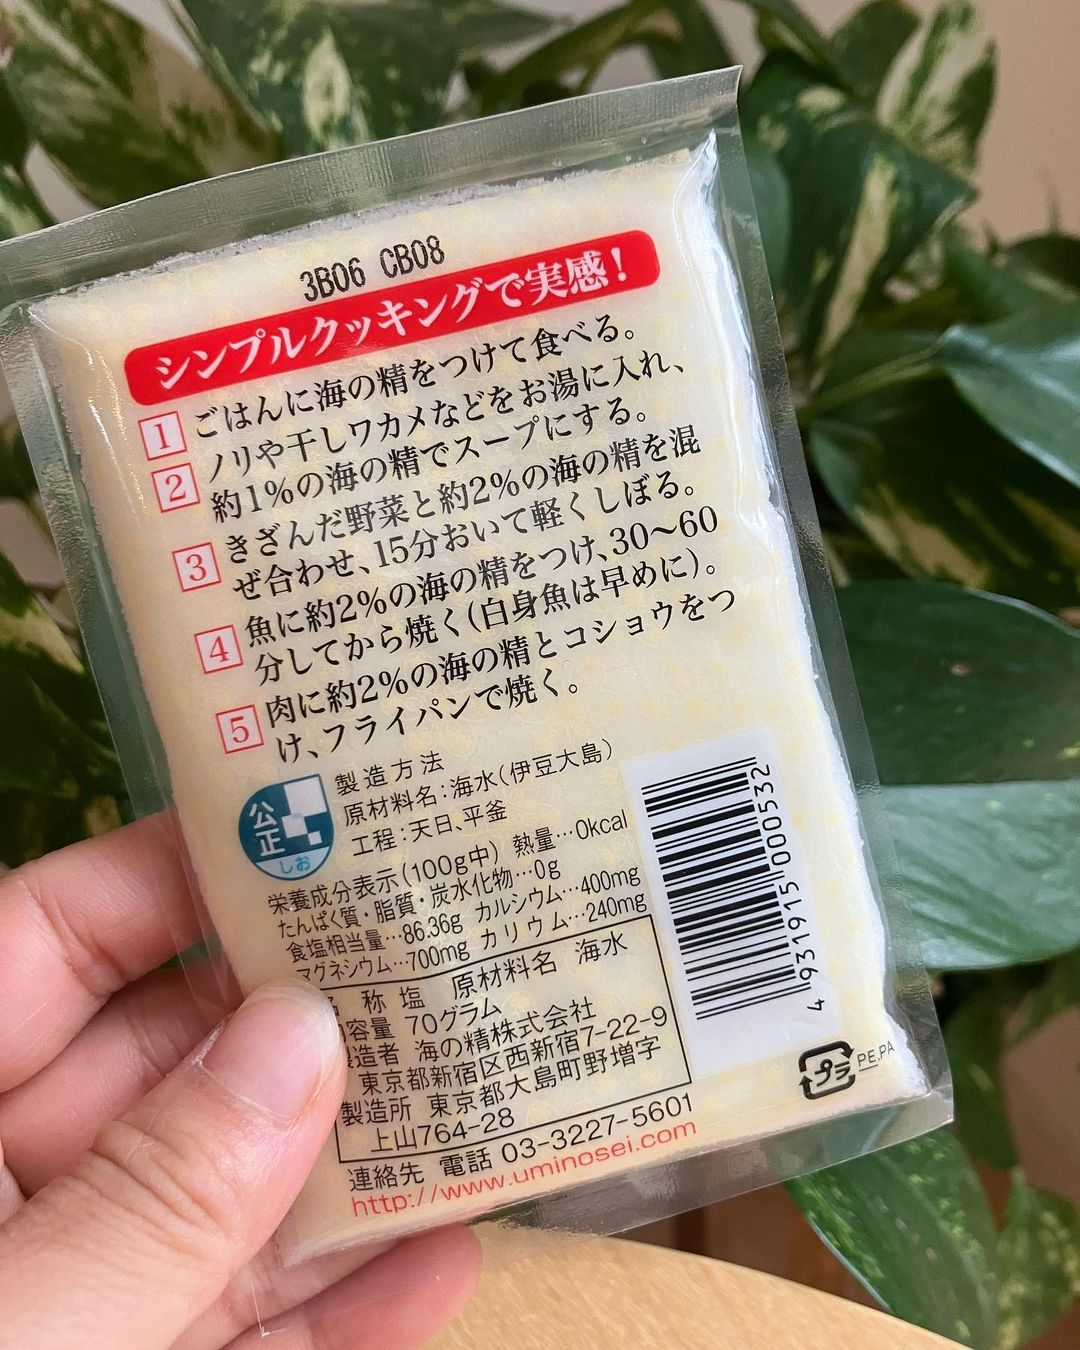 3B06 CB08
シンプルクッキングで実感!
1 ごはんに海の精をつけて食べる。
2 ノリや干しワカメなどをお湯に入れ、
約1%の海の精でスープにする。
3 きざんだ野菜と約2%の海の精を混
ぜ合わせ、15分おいて軽くしぼる。
4 魚に約2%の海の精をつけ、30〜60
分してから焼く(白身魚は早めに)。
5 肉に約2%の海の精とコショウをつ
け、フライパンで焼く。
公正
しお
製造方法
原材料名:海水(伊豆大島)
工程:天日、平釜
栄養成分表示(100g中) 熱量…0kcal
たんぱく質・脂質・炭水化物…0g
食塩相当量…86.36g カルシウム…400mg
マグネシウム…700mg カリウム…240mg
称 塩 原材料名 海水
容量 70グラム
造者 海の精株式会社
東京都新宿区西新宿7-22-9
製造所 東京都大島町野増字
上山764-28
連絡先 電話 03-3227-5601
http://www.uminosei.com
4 931915 000532
プラ PE,PA